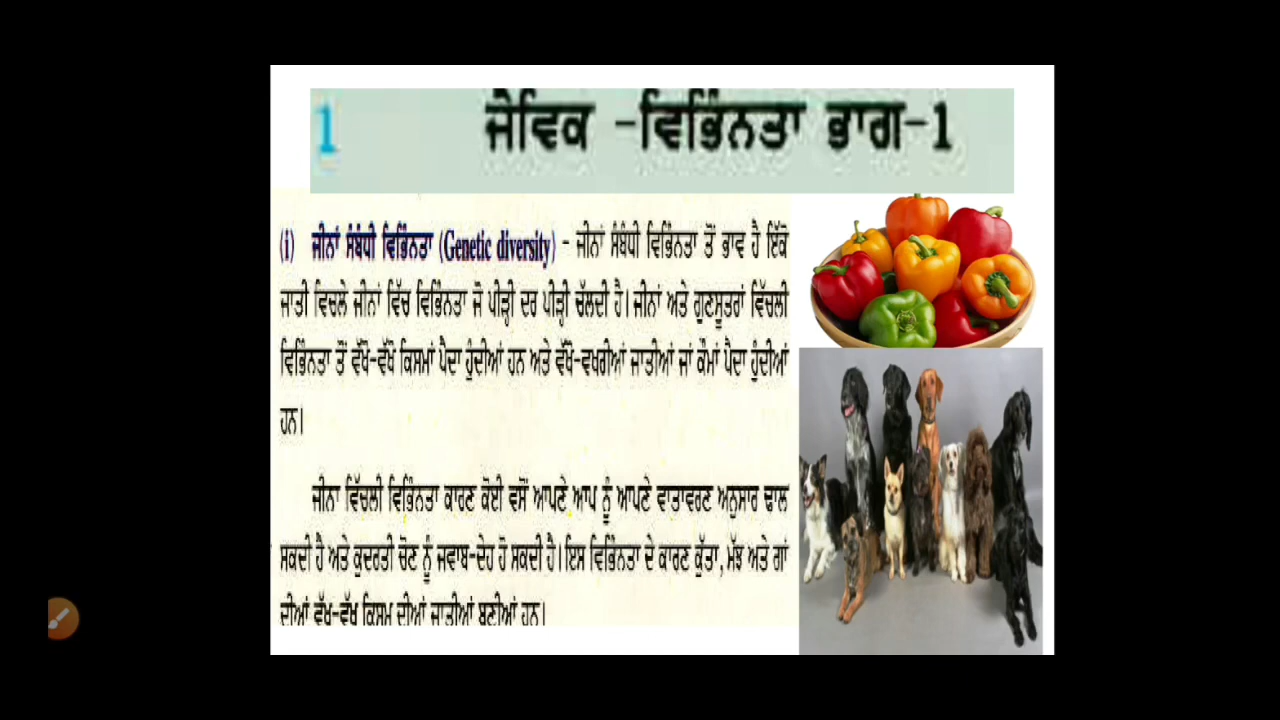 1 ਜੈਵਿਕ -ਵਿਭਿੰਨਤਾ ਭਾਗ-1
(i) ਜੀਨਾਂ ਸੰਬੰਧੀ ਵਿਭਿੰਨਤਾ (Genetic diversity) - ਜੀਨਾਂ ਸੰਬੰਧੀ ਵਿਭਿੰਨਤਾ ਤੋਂ ਭਾਵ ਹੈ ਇੱਕੋ
ਜਾਤੀ ਵਿਚਲੇ ਜੀਨਾਂ ਵਿੱਚ ਵਿਭਿੰਨਤਾ ਜੋ ਪੀੜ੍ਹੀ ਦਰ ਪੀੜ੍ਹੀ ਚੱਲਦੀ ਹੈ। ਜੀਨਾਂ ਅਤੇ ਗੁਣਸੂਤਰਾਂ ਵਿੱਚਲੀ
ਵਿਭਿੰਨਤਾ ਤੋਂ ਵੱਖੋ-ਵੱਖੋ ਕਿਸਮਾਂ ਪੈਦਾ ਹੁੰਦੀਆਂ ਹਨ ਅਤੇ ਵੱਖੋ-ਵਖਰੀਆਂ ਜਾਤੀਆਂ ਜਾਂ ਕੌਮਾਂ ਪੈਦਾ ਹੁੰਦੀਆਂ
ਹਨ।
ਜੀਨਾ ਵਿੱਚਲੀ ਵਿਭਿੰਨਤਾ ਕਾਰਣ ਕੋਈ ਵਸੋਂ ਆਪਣੇ ਆਪ ਨੂੰ ਆਪਣੇ ਵਾਤਾਵਰਣ ਅਨੁਸਾਰ ਢਾਲ
ਸਕਦੀ ਹੈ ਅਤੇ ਕੁਦਰਤੀ ਚੋਣ ਨੂੰ ਜਵਾਬ-ਦੇਹ ਹੋ ਸਕਦੀ ਹੈ। ਇਸ ਵਿਭਿੰਨਤਾ ਦੇ ਕਾਰਣ ਕੁੱਤਾ, ਮੱਝ ਅਤੇ ਗਾਂ
ਦੀਆਂ ਵੱਖ-ਵੱਖ ਕਿਸਮ ਦੀਆਂ ਜਾਤੀਆਂ ਬਣੀਆਂ ਹਨ।